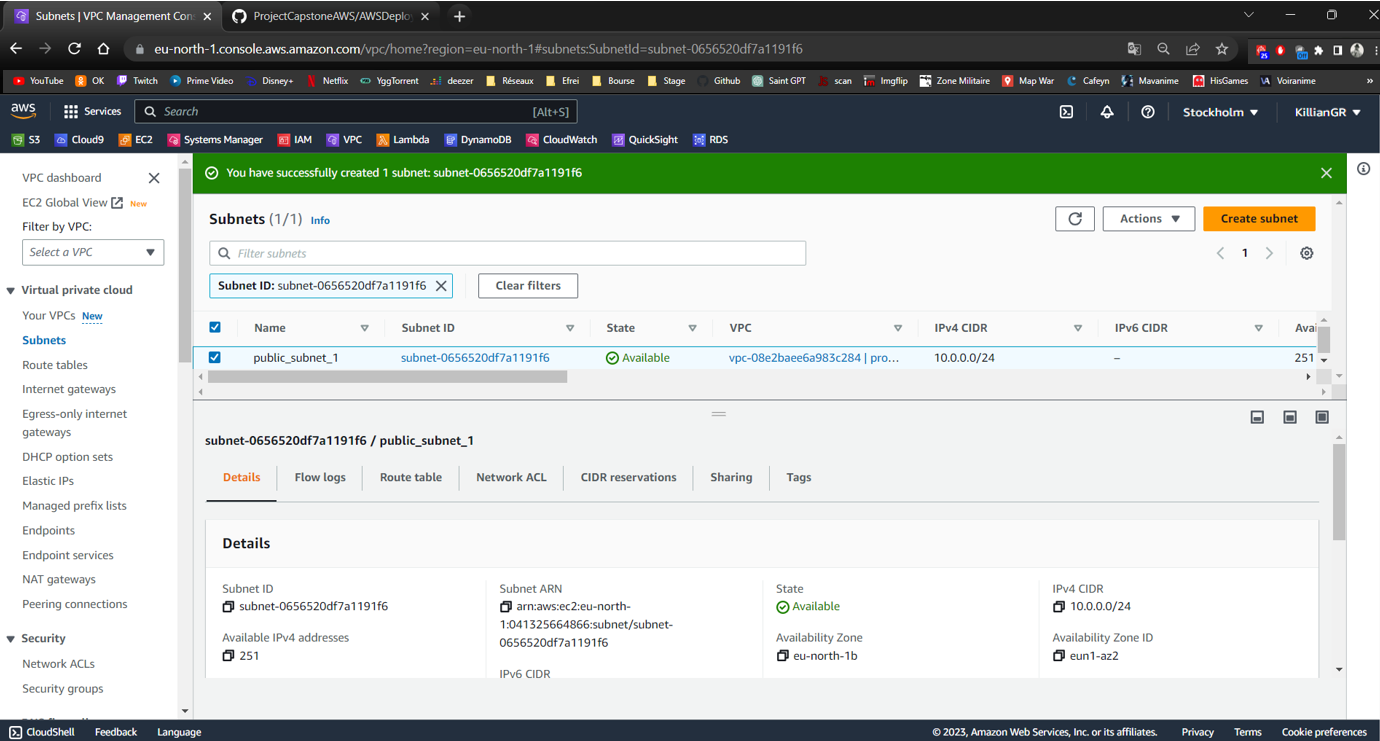 Subnets | VPC Management Con
ProjectCapstoneAWS/AWSDeplo
eu-north-1.console.aws.amazon.com/vpc/home?region=eu-north-1#subnets:SubnetId=subnet-0656520df7a1191f6
YouTube OK Twitch Prime Video Disney+ Netflix YggTorrent deezer Réseaux Efrei Bourse Stage Github Saint GPT scan Imgflip Zone Militaire Map War Cafeyn Mavanime HisGames Voiranime »
aws Services Search [Alt+S] Stockholm KillianGR
S3 Cloud9 EC2 Systems Manager IAM VPC Lambda DynamoDB CloudWatch QuickSight RDS
VPC dashboard
EC2 Global View New
Filter by VPC:
Select a VPC
Virtual private cloud
Your VPCs New
Subnets
Route tables
Internet gateways
Egress-only internet
gateways
DHCP option sets
Elastic IPs
Managed prefix lists
Endpoints
Endpoint services
NAT gateways
Peering connections
Security
Network ACLs
Security groups
You have successfully created 1 subnet: subnet-0656520df7a1191f6
Subnets (1/1) Info
Actions Create subnet
Filter subnets
1
Subnet ID: subnet-0656520df7a1191f6
Clear filters
Name Subnet ID State VPC IPv4 CIDR IPv6 CIDR Avai
public_subnet_1 subnet-0656520df7a1191f6 Available vpc-08e2baee6a983c284 | pro… 10.0.0.0/24 – 251
subnet-0656520df7a1191f6 / public_subnet_1
Details Flow logs Route table Network ACL CIDR reservations Sharing Tags
Details
Subnet ID
subnet-0656520df7a1191f6
Available IPv4 addresses
251
Subnet ARN
arn:aws:ec2:eu-north-
1:041325664866:subnet/subnet-
0656520df7a1191f6
IPv6 CIDR
State
Available
Availability Zone
eu-north-1b
IPv4 CIDR
10.0.0.0/24
Availability Zone ID
eun1-az2
CloudShell Feedback Language © 2023, Amazon Web Services, Inc. or its affiliates. Privacy Terms Cookie preferences